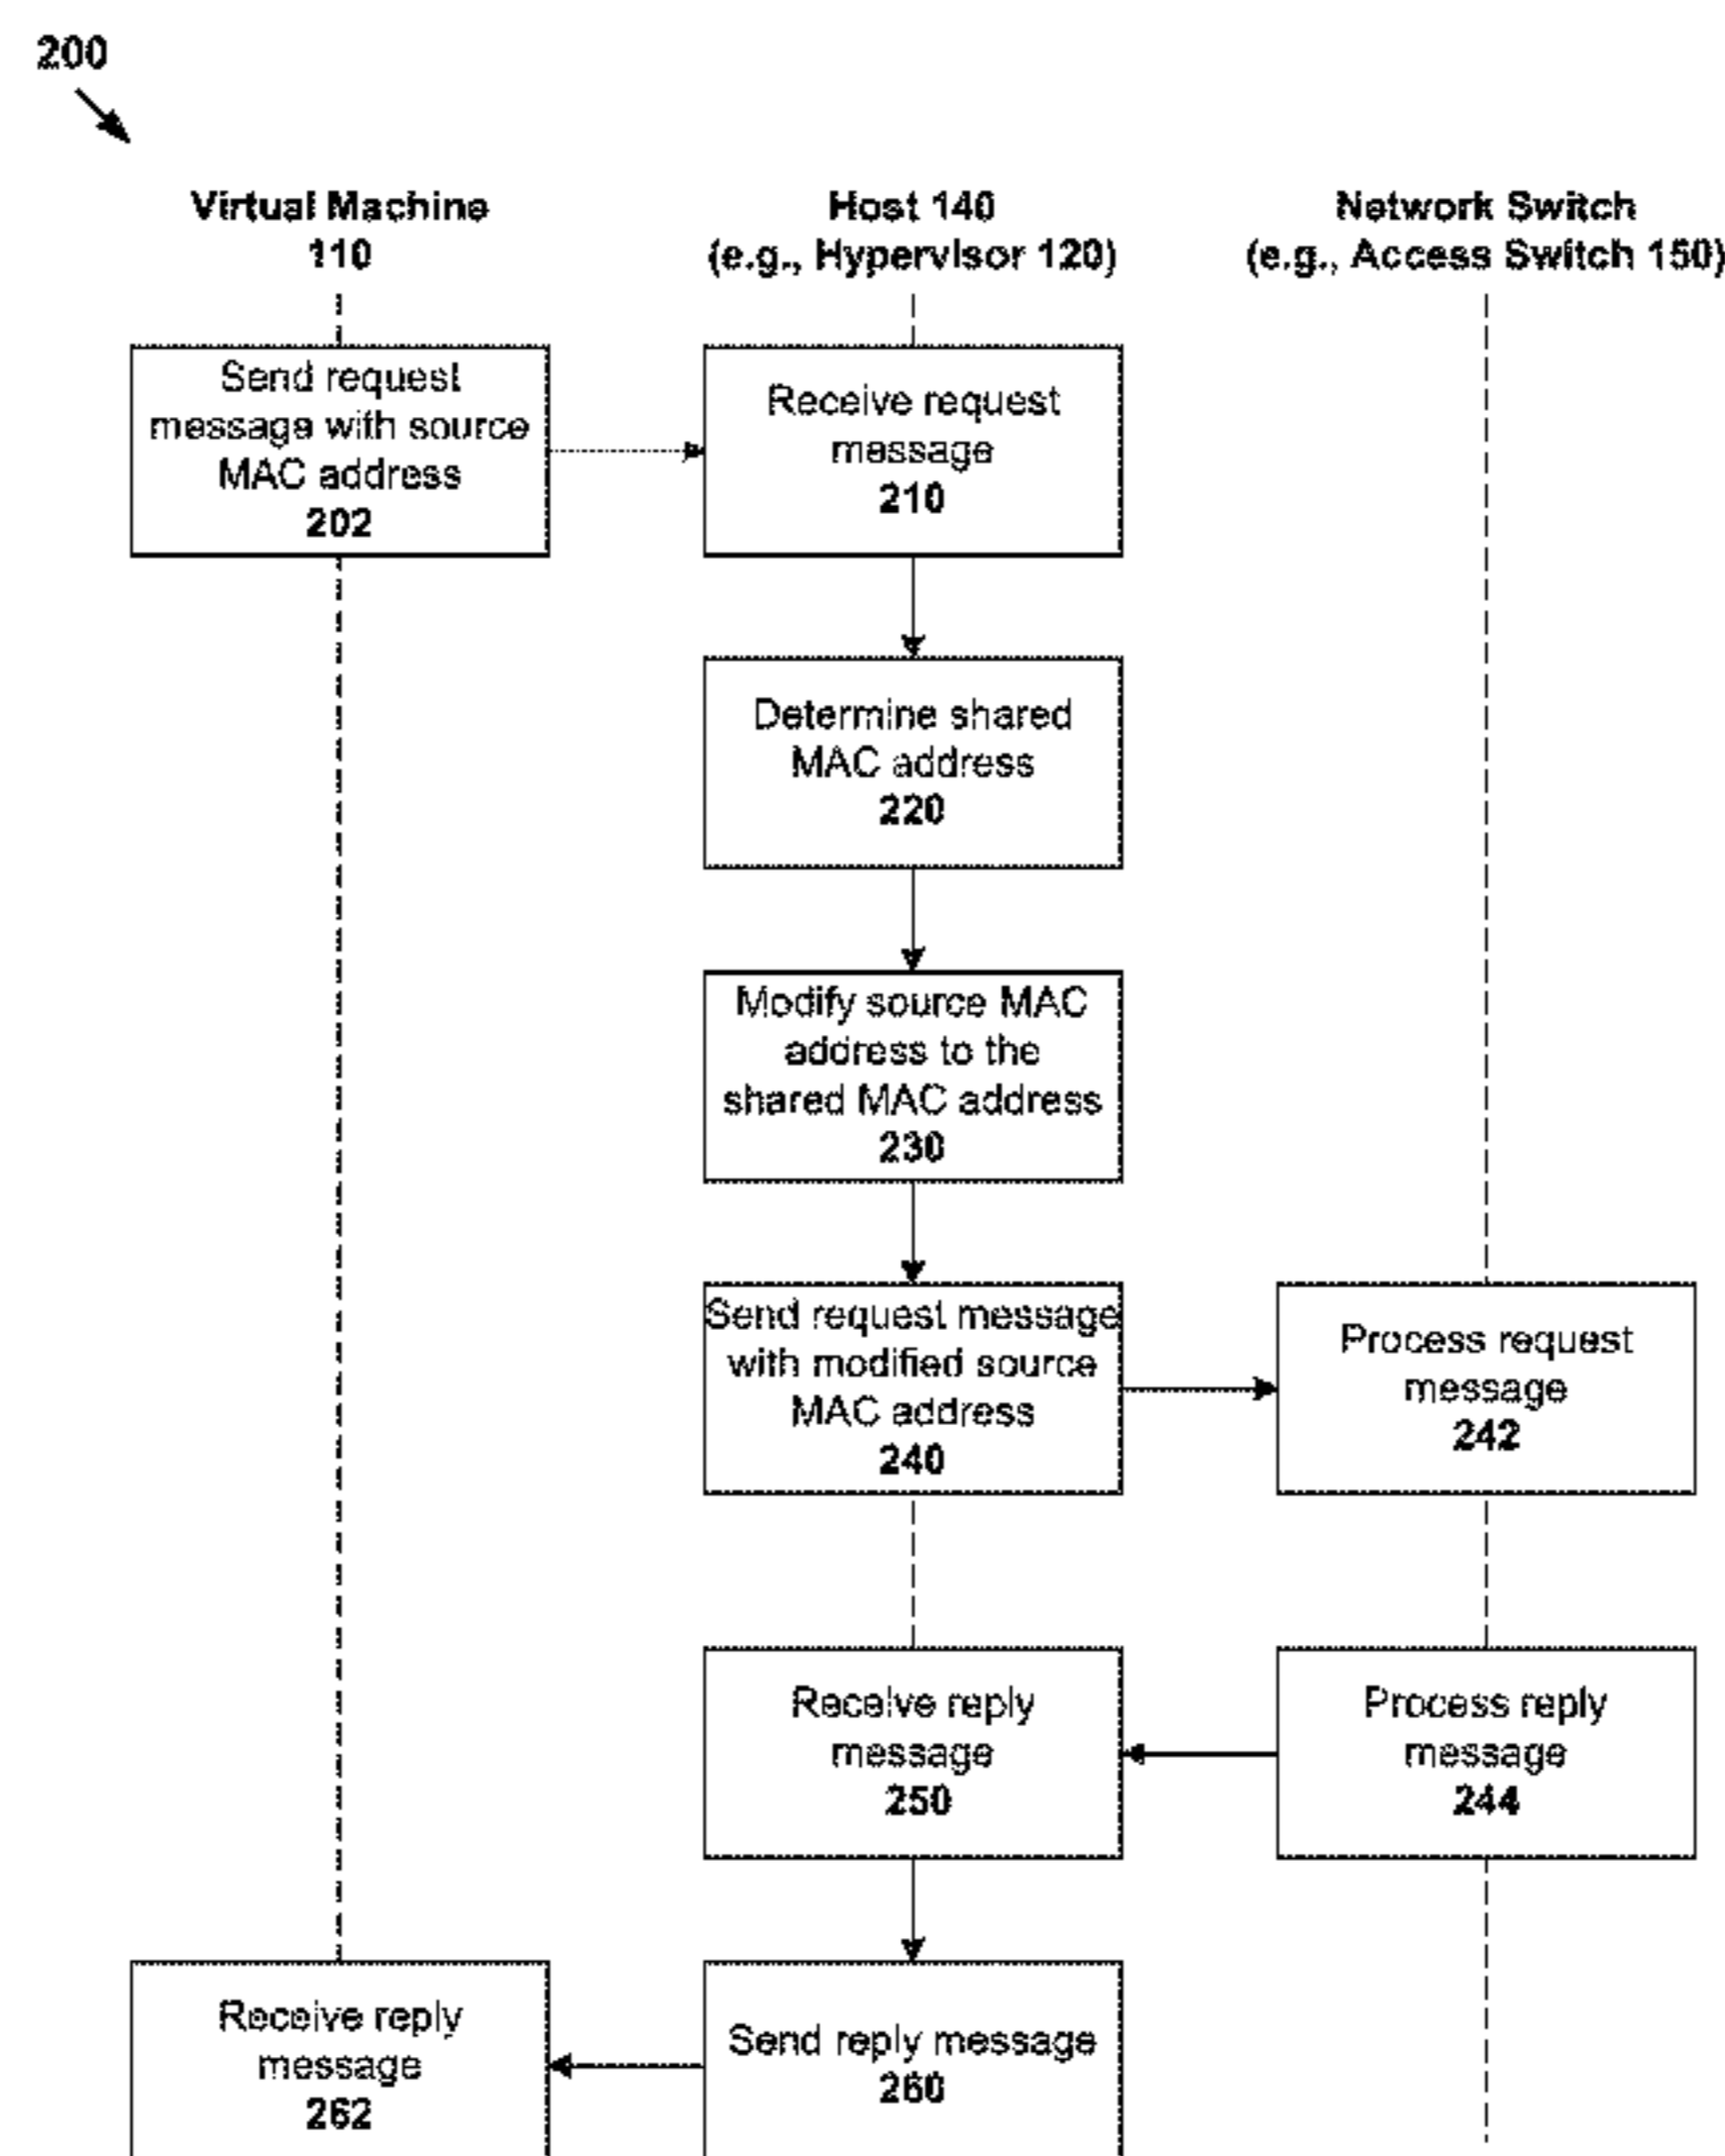 200
Virtual Machine
110
Host 140
(e.g., Hypervisor 120)
Network Switch
(e.g., Access Switch 150)
Send request
message with source
MAC address
202
Receive request
message
210
Determine shared
MAC address
220
Modify source MAC
address to the
shared MAC address
230
Send request message
with modified source
MAC address
240
Process request
message
242
Receive reply
message
250
Process reply
message
244
Receive reply
message
262
Send reply message
260